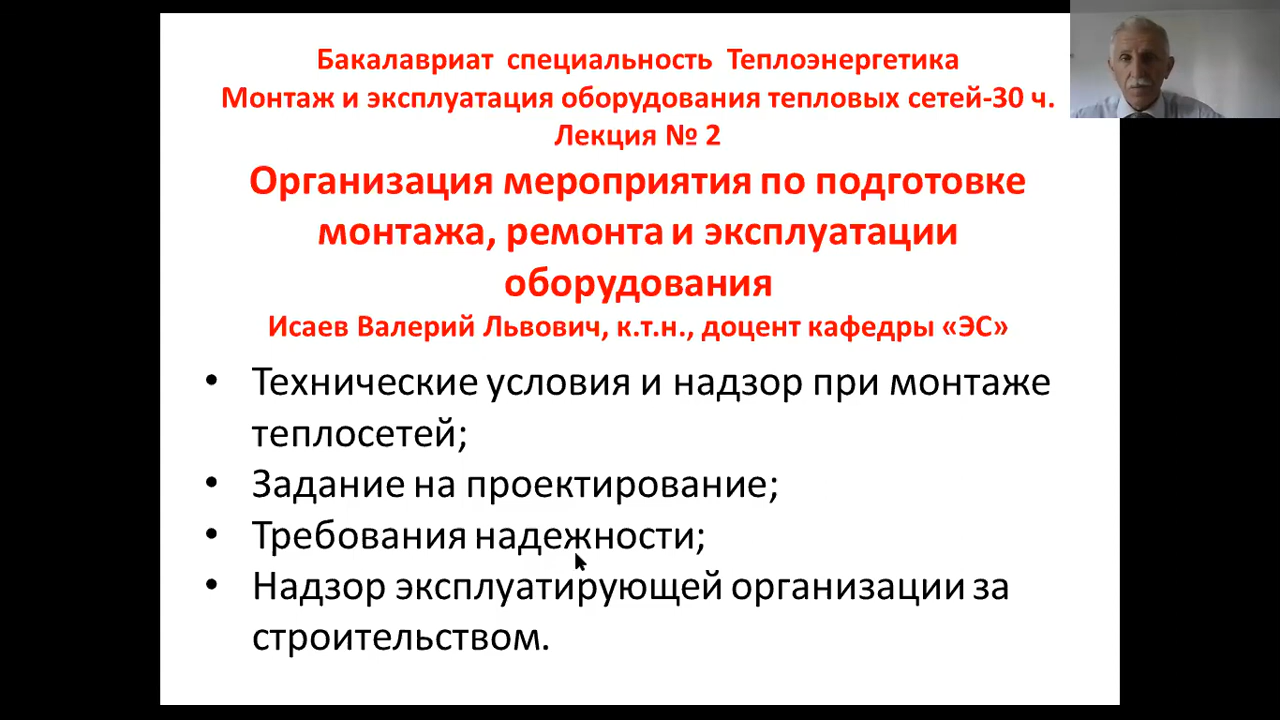 Бакалавриат специальность Теплоэнергетика
Монтаж и эксплуатация оборудования тепловых сетей-30 ч.
Лекция № 2
Организация мероприятия по подготовке
монтажа, ремонта и эксплуатации
оборудования
Исаев Валерий Львович, к.т.н., доцент кафедры «ЭС»
• Технические условия и надзор при монтаже
теплосетей;
• Задание на проектирование;
• Требования надежности;
• Надзор эксплуатирующей организации за
строительством.